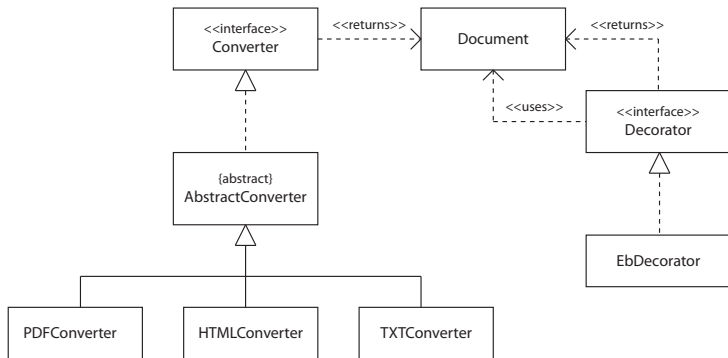 <<interface>>
Converter
<<returns>>
Document
<<returns>>
<<uses>>
<<interface>>
Decorator
{abstract}
AbstractConverter
EbDecorator
PDFConverter
HTMLConverter
TXTConverter